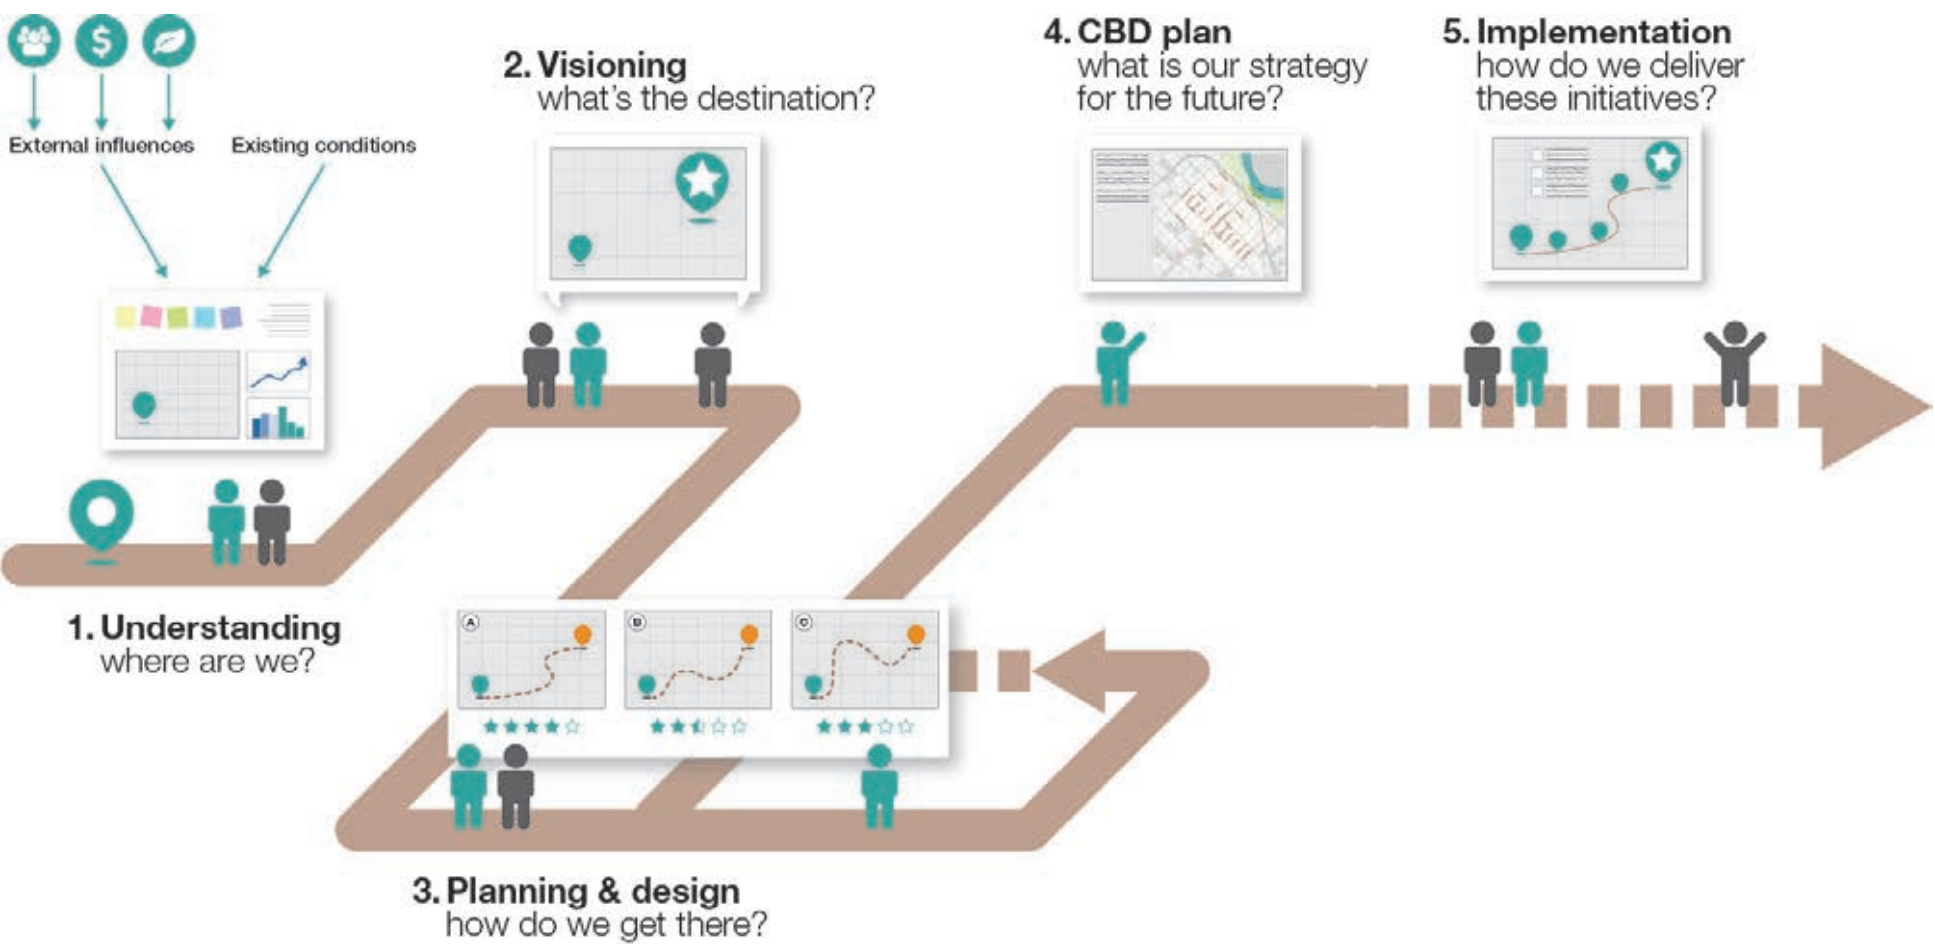 External influences
Existing conditions
1. Understanding
where are we?
2. Visioning
what's the destination?
A
B
C
3. Planning & design
how do we get there?
4. CBD plan
what is our strategy
for the future?
5. Implementation
how do we deliver
these initiatives?